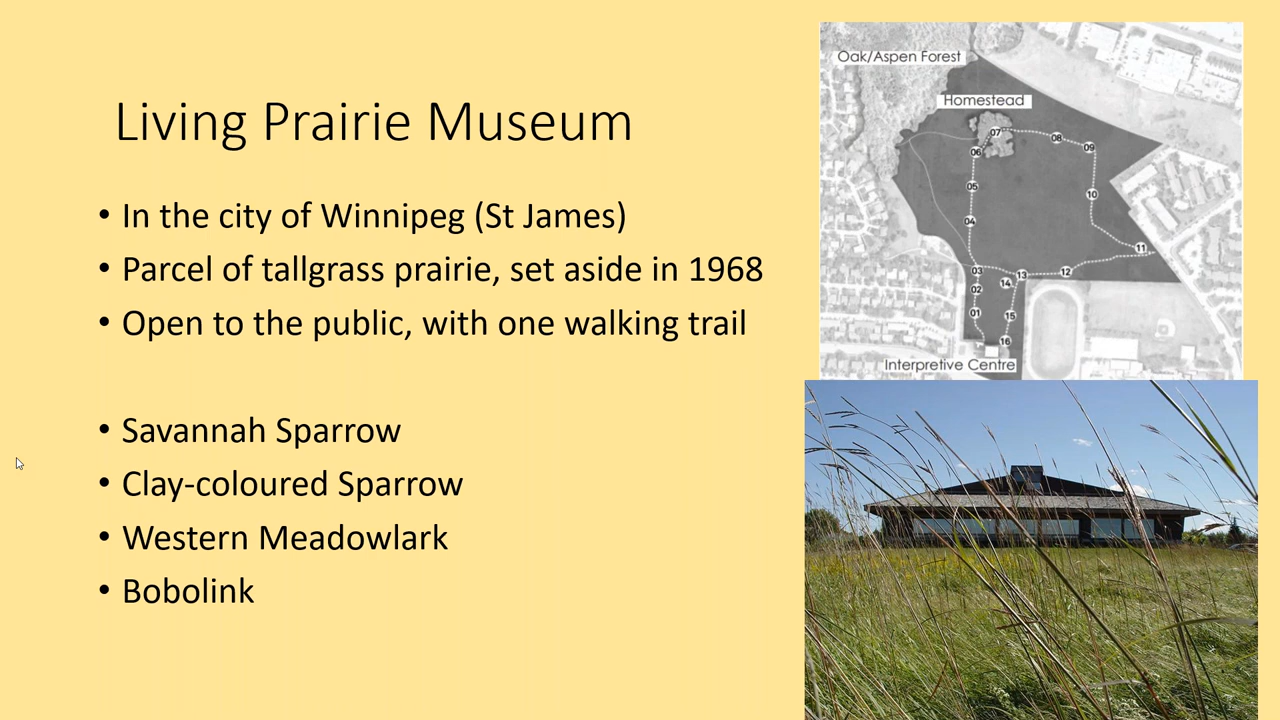 Living Prairie Museum
• In the city of Winnipeg (St James)
• Parcel of tallgrass prairie, set aside in 1968
• Open to the public, with one walking trail
• Savannah Sparrow
• Clay-coloured Sparrow
• Western Meadowlark
• Bobolink
Oak/Aspen Forest
Homestead
07
08
09
06
05
10
04
11
03
13
12
02
14
01
15
16
Interpretive Centre